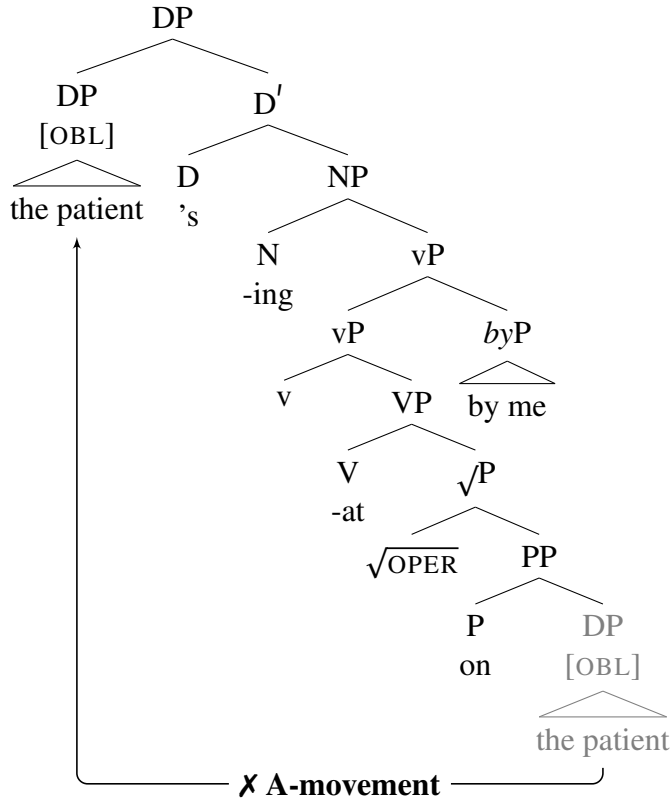 DP
DP D′
[OBL]
D NP
the patient 's
N vP
-ing
vP byP
v VP by me
V √P
-at
√OPER PP
P DP
on [OBL]
the patient
✗ A-movement